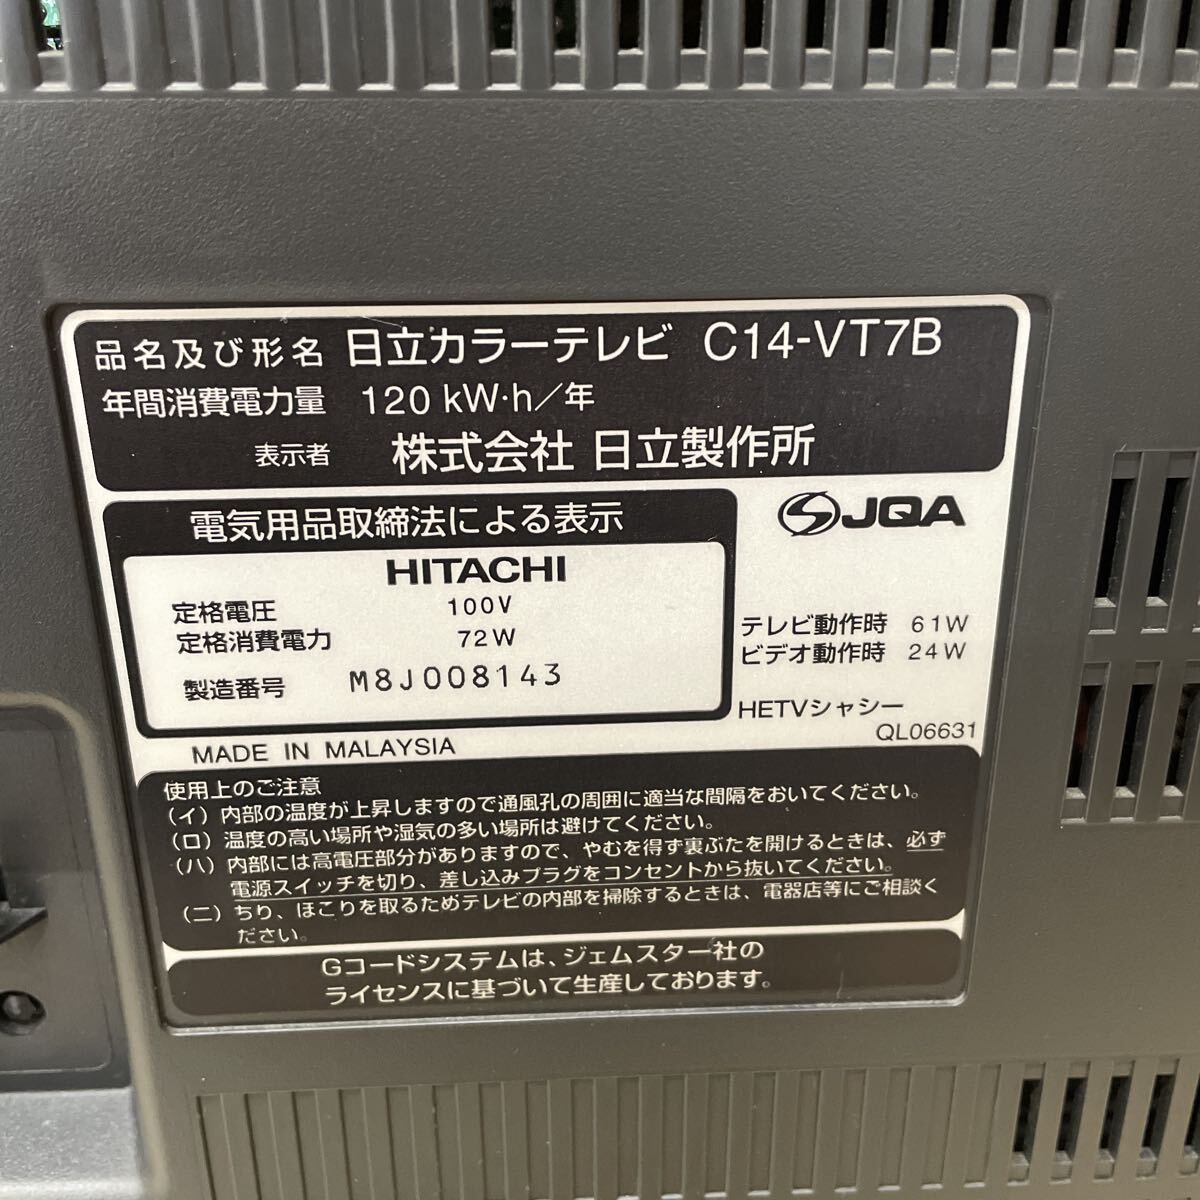 品名及び形名 日立カラーテレビ C14-VT7B
年間消費電力量 120 kW·h/年
表示者 株式会社 日立製作所
電気用品取締法による表示
JQA
HITACHI
定格電圧 100V
定格消費電力 72W
製造番号 M8J008143
テレビ動作時 61W
ビデオ動作時 24W
HETVシャシー
QL06631
MADE IN MALAYSIA
使用上のご注意
(イ) 内部の温度が上昇しますので通風孔の周囲に適当な間隔をおいてください。
(ロ) 温度の高い場所や湿気の多い場所は避けてください。
(ハ) 内部には高電圧部分がありますので、やむを得ず裏ぶたを開けるときは、必ず
電源スイッチを切り、差し込みプラグをコンセントから抜いてください。
(ニ) ちり、ほこりを取るためテレビの内部を掃除するときは、電器店等にご相談く
ださい。
Gコードシステムは、ジェムスター社の
ライセンスに基づいて生産しております。